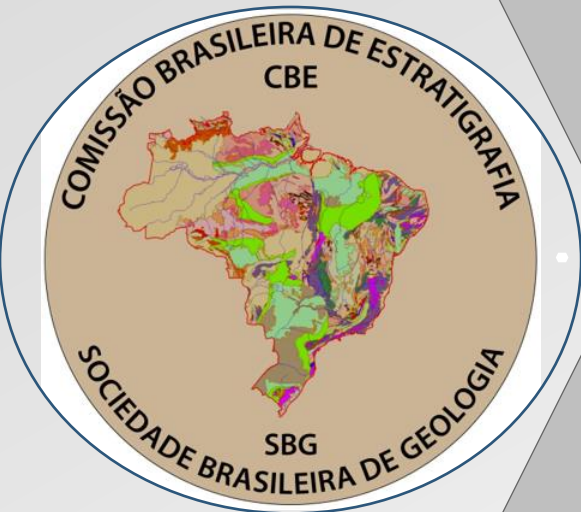 COMISSÃO BRASILEIRA DE ESTRATIGRAFIA
CBE
SBG
SOCIEDADE BRASILEIRA DE GEOLOGIA